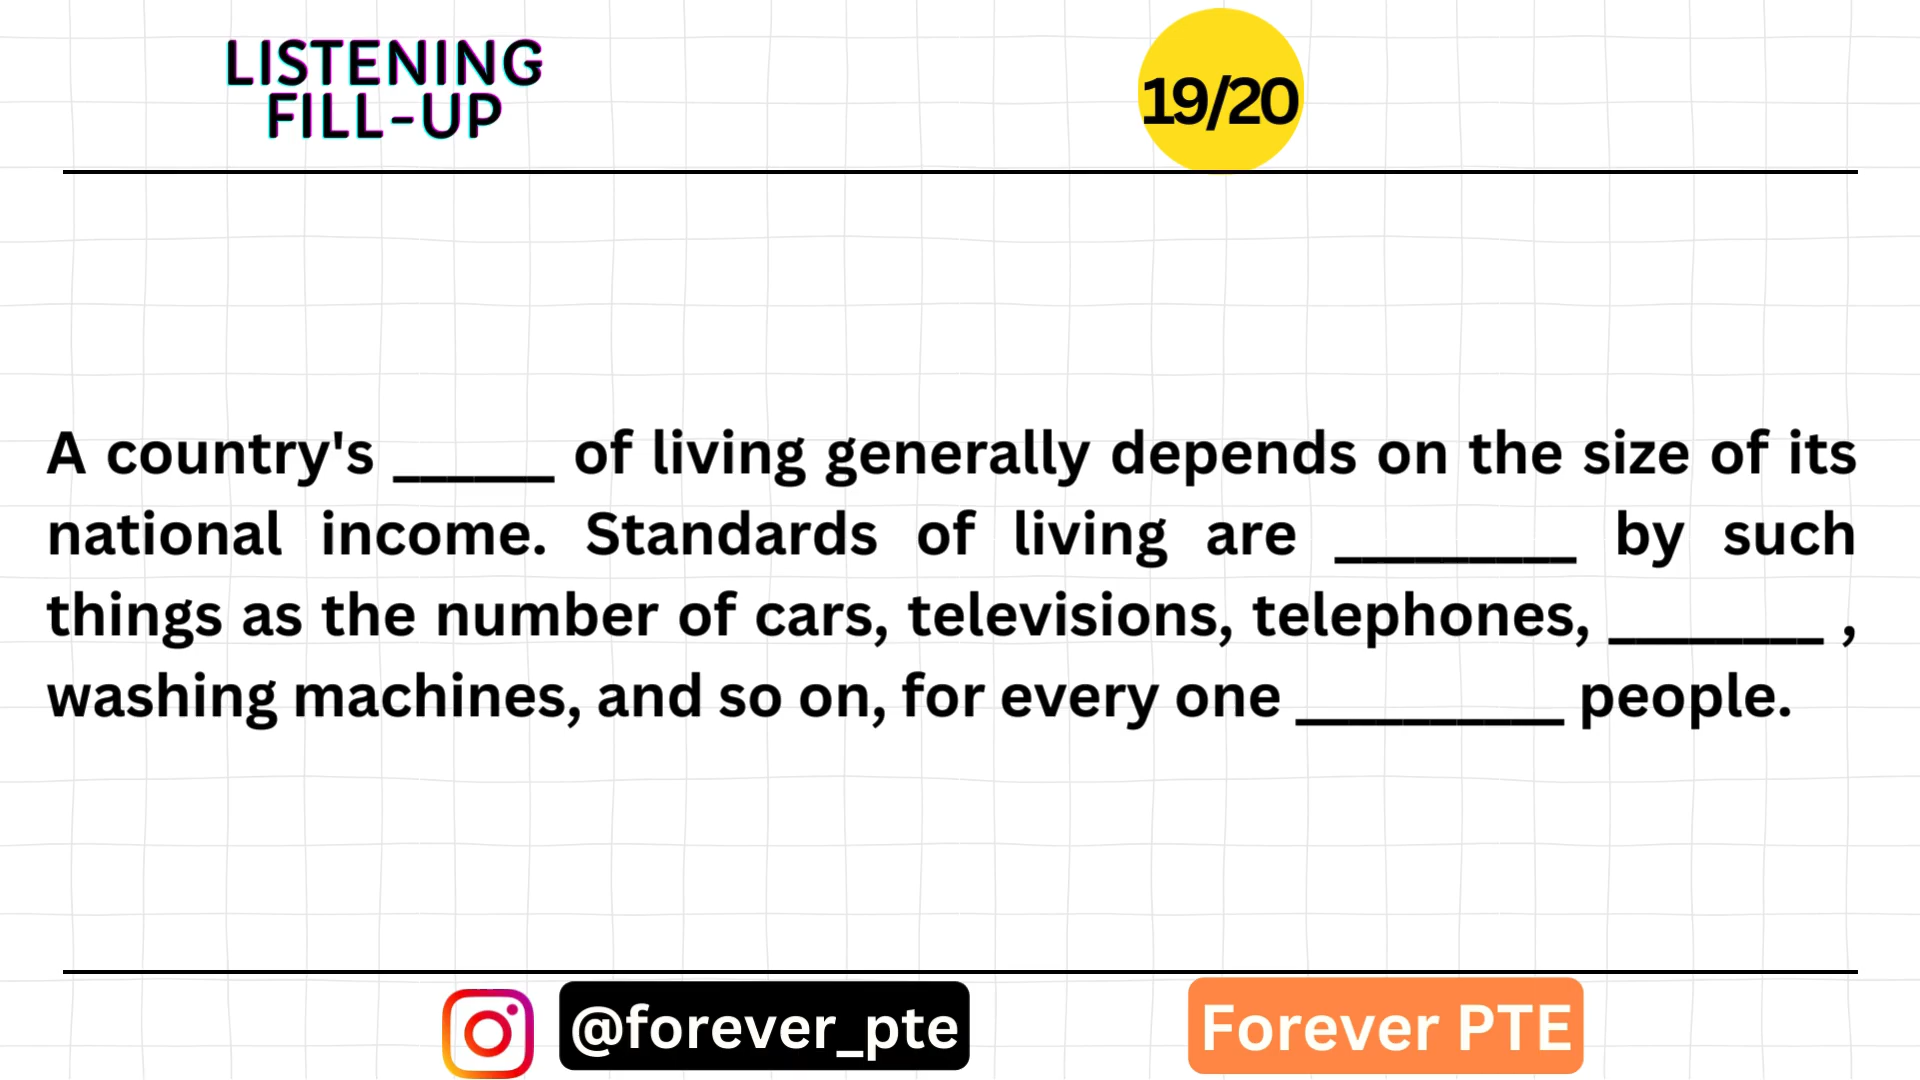 LISTENING
FILL-UP
19/20
A country's ______ of living generally depends on the size of its
national income. Standards of living are _________ by such
things as the number of cars, televisions, telephones, ________ ,
washing machines, and so on, for every one __________ people.
@forever_pte
Forever PTE